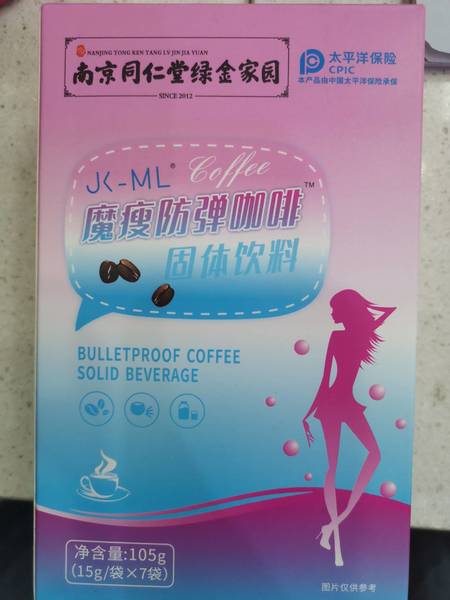 NANJING TONG REN TANG LV JIN JIA YUAN
南京同仁堂绿金家园
SINCE 2012
太平洋保险
CPIC
本产品由中国太平洋保险承保
JK-ML®
Coffee
魔瘦防弹咖啡™
固体饮料
BULLETPROOF COFFEE
SOLID BEVERAGE
净含量:105g
(15g/袋×7袋)
图片仅供参考